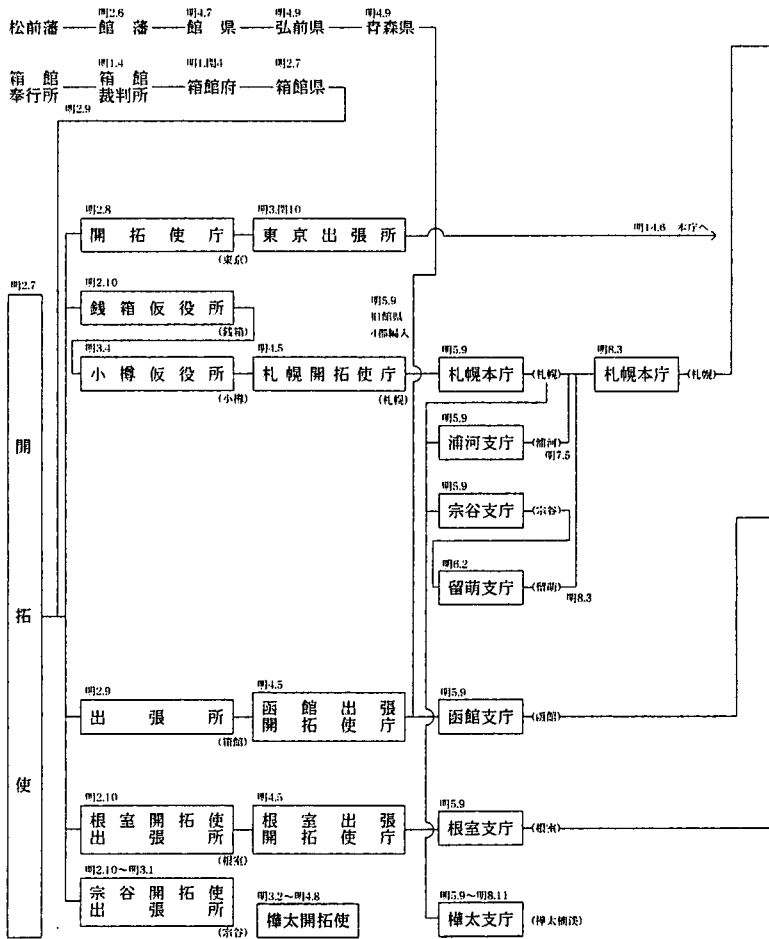 明2.6 明4.7 明4.9 明4.9
松前藩 館藩 館県 弘前県 青森県
明1.4 明1.閏4 明2.7
箱館奉行所 箱館裁判所 箱館府 箱館県
明2.9
明2.8 明3.閏10
開拓使庁 東京出張所
(東京)
明14.6 本庁へ
明2.7
開拓使
明2.10
銭箱仮役所
(銭箱)
明5.9
旧館県
4郡編入
明3.4 明4.5 明5.9 明8.3
小樽仮役所 札幌開拓使庁 札幌本庁 (札幌) 札幌本庁 (札幌)
(小樽) (札幌)
明5.9
浦河支庁 (浦河)
明7.5
明5.9
宗谷支庁 (宗谷)
明6.2
留萌支庁 (留萌)
明8.3
明2.9 明4.5 明5.9
出張所 函館出張開拓使庁 函館支庁 (函館)
(箱館)
明2.10 明4.5 明5.9
根室開拓使出張所 根室出張開拓使庁 根室支庁 (根室)
(根室)
明2.10～明3.1
宗谷開拓使出張所
(宗谷)
明3.2～明4.8
樺太開拓使
明5.9～明8.11
樺太支庁